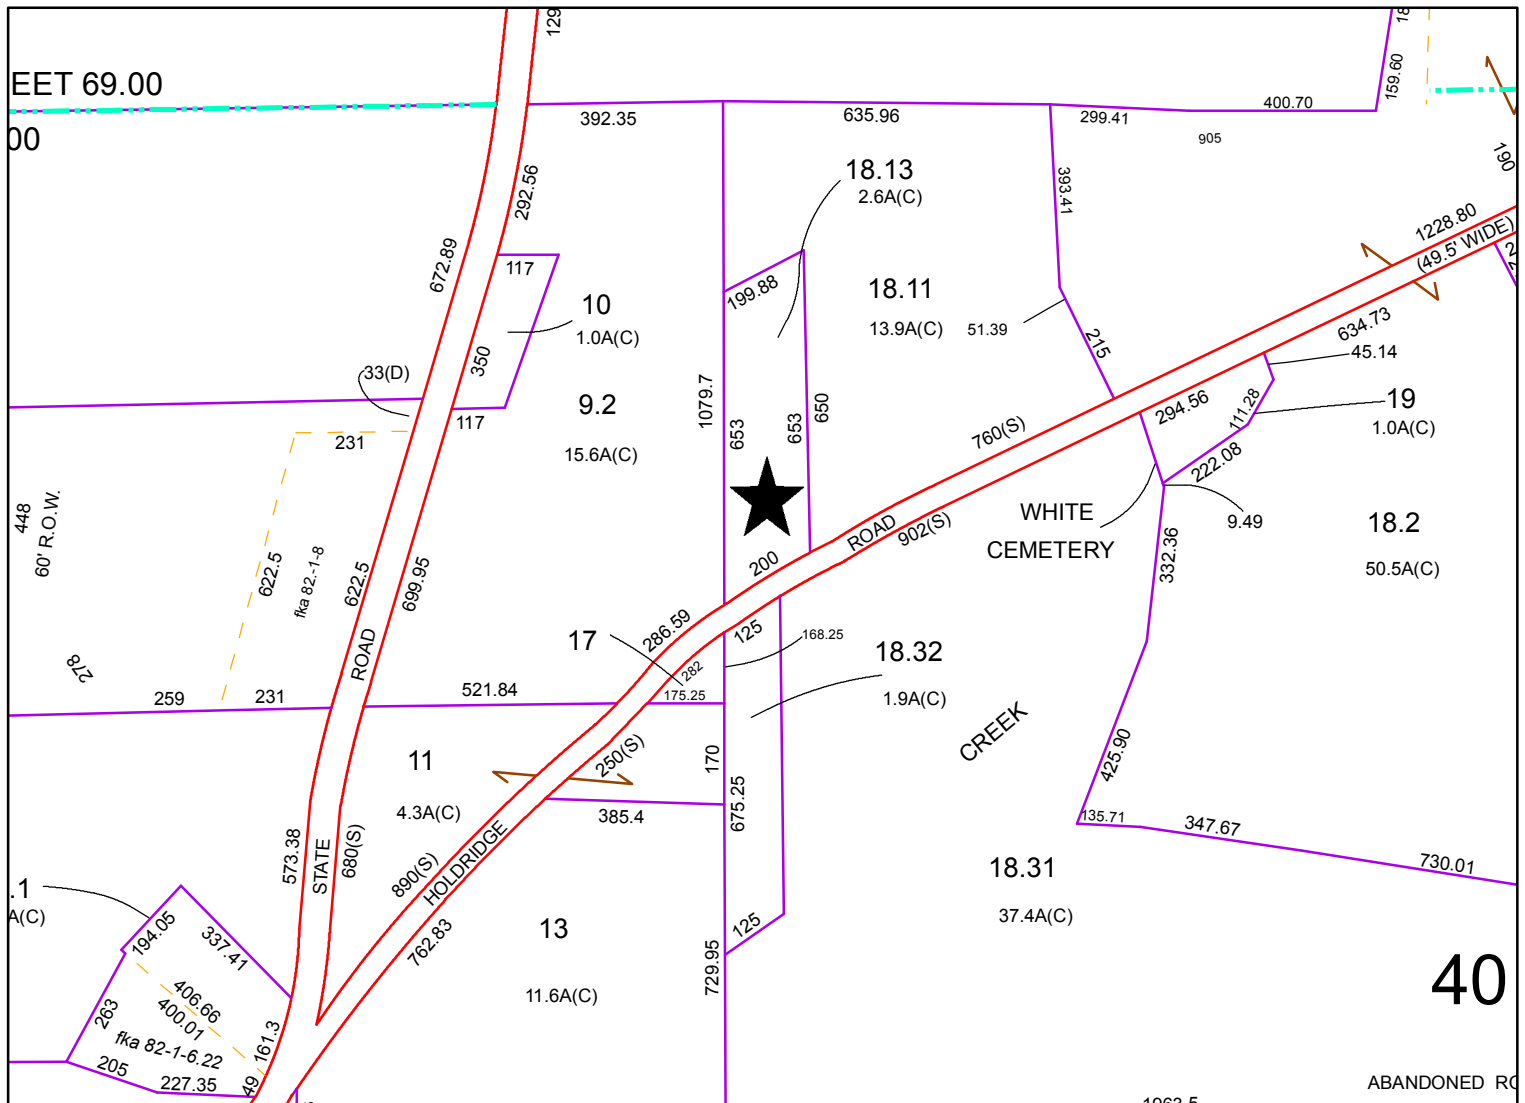 129
18
EET 69.00
159.60
392.35
635.96
299.41
400.70
00
905
190
18.13
2.6A(C)
393.41
292.56
1228.80
(49.5' WIDE)
672.89
117
199.88
18.11
13.9A(C)
51.39
10
1.0A(C)
215
634.73
45.14
350
33(D)
1079.7
9.2
15.6A(C)
117
231
653
653
650
760(S)
294.56
111.28
19
1.0A(C)
222.08
448
60' R.O.W.
WHITE
CEMETERY
9.49
18.2
50.5A(C)
ROAD
902(S)
332.36
622.5
fka 82.-1-8
622.5
699.95
200
286.59
125
168.25
17
282
175.25
18.32
1.9A(C)
278
259
231
ROAD
521.84
CREEK
11
4.3A(C)
250(S)
170
675.25
425.90
385.4
135.71
347.67
730.01
573.38
STATE
680(S)
890(S)
HOLDRIDGE
762.83
18.31
37.4A(C)
.1
A(C)
194.05
337.41
13
11.6A(C)
125
729.95
40
406.66
400.01
fka 82-1-6.22
263
161.3
205
227.35
49
ABANDONED RO
1963.5